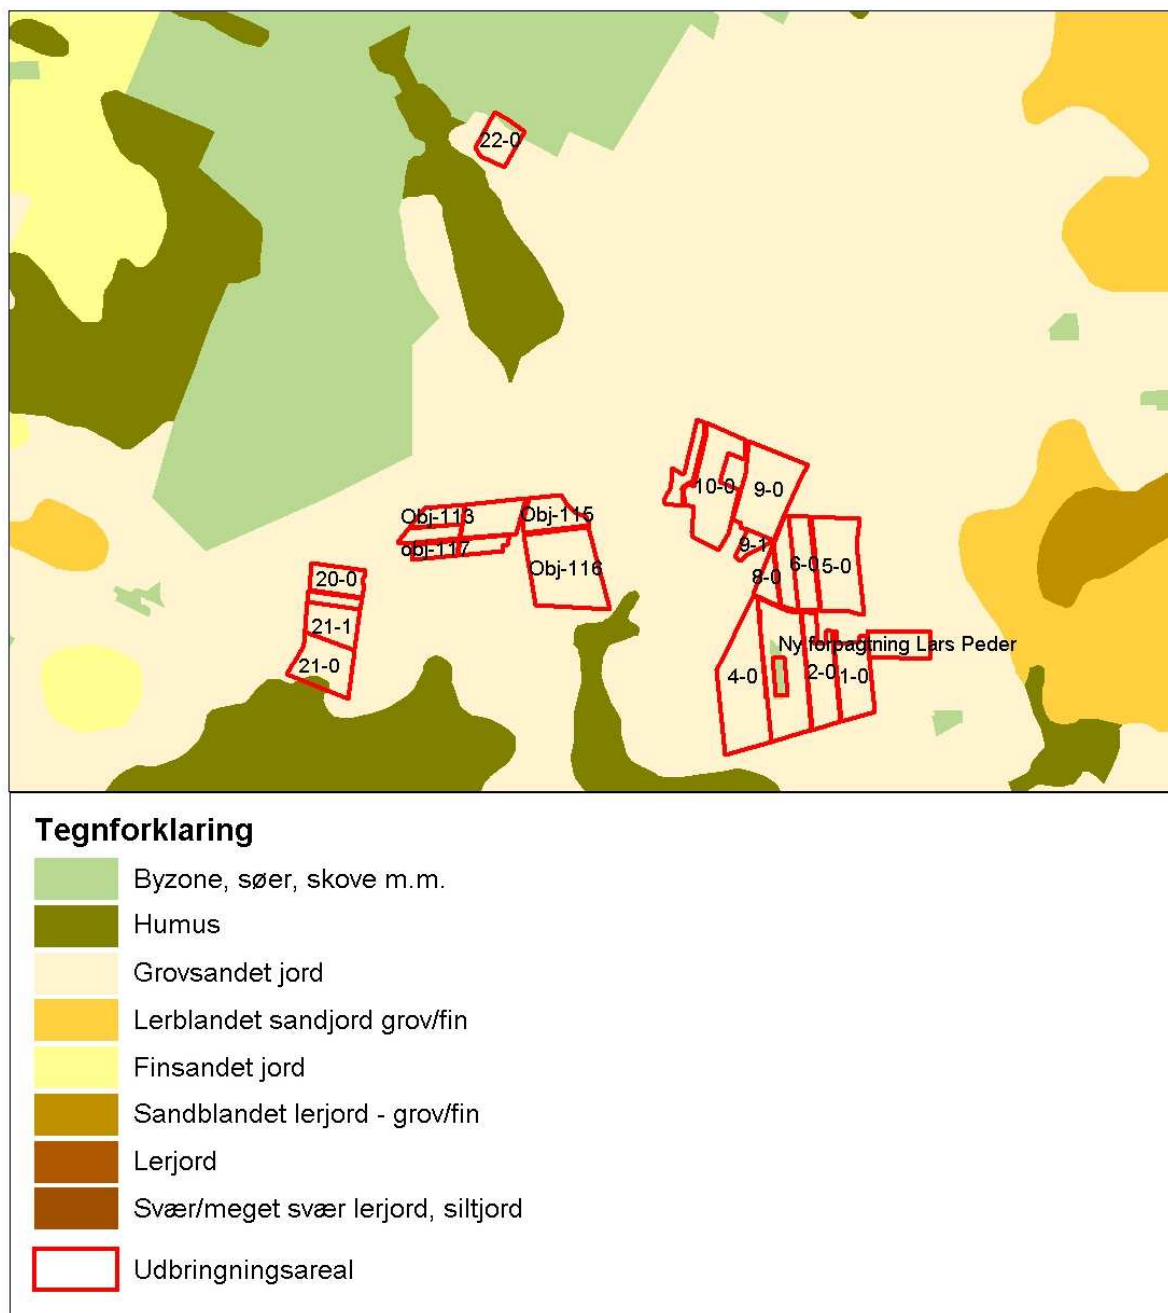 22-0
10-0
9-0
Obj-113
Obj-115
obj-117
9-1
Obj-116
8-0
6-0
5-0
20-0
21-1
21-0
Ny forpagtning Lars Peder
4-0
2-0
1-0
Tegnforklaring
Byzone, søer, skove m.m.
Humus
Grovsandet jord
Lerblandet sandjord grov/fin
Finsandet jord
Sandblandet lerjord - grov/fin
Lerjord
Svær/meget svær lerjord, siltjord
Udbringningsareal